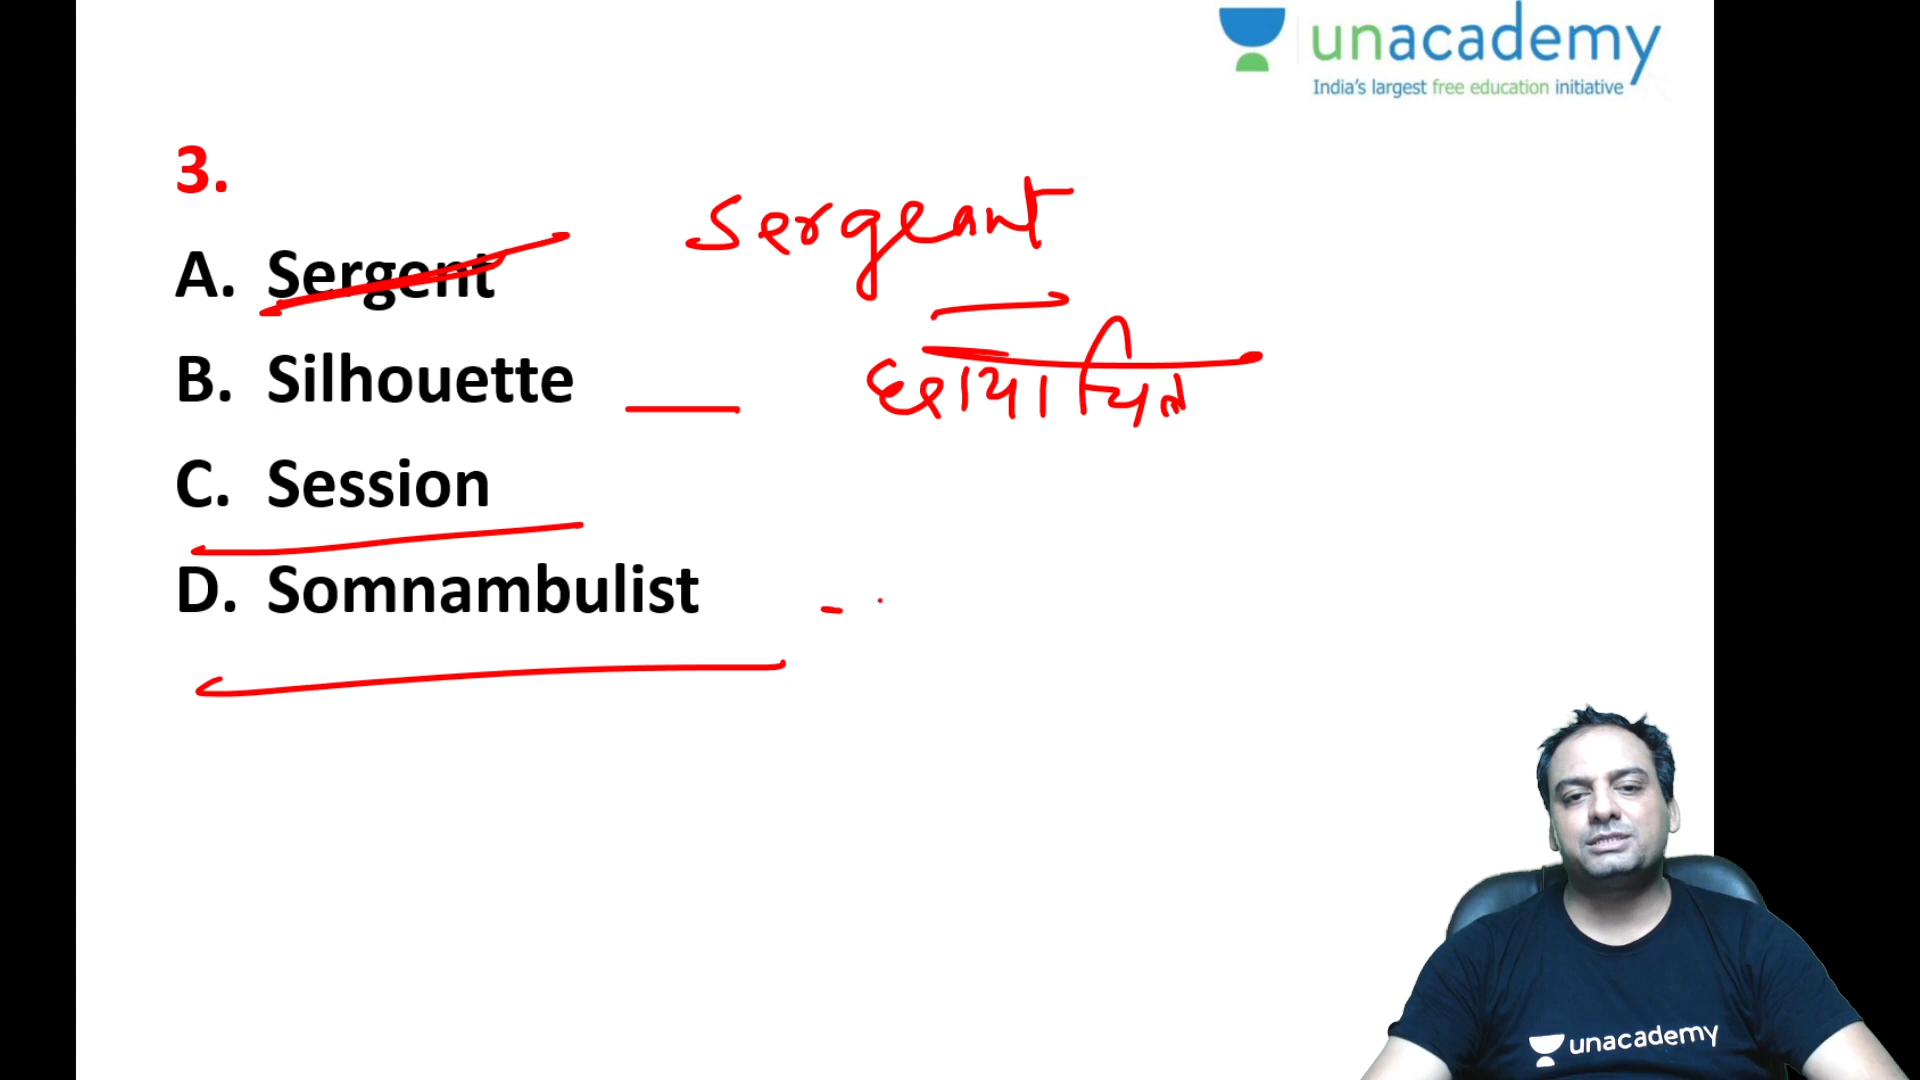 unacademy
India's largest free education initiative
3.
A. Sergent
Sergeant
B. Silhouette
छाया चित्र
C. Session
D. Somnambulist
unacademy